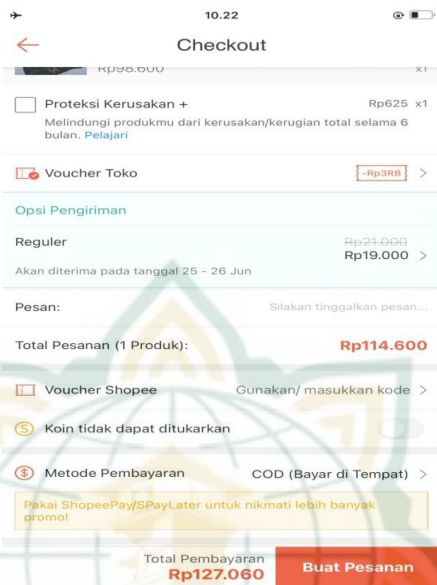 10.22
Checkout
Rp98.600 x1
Proteksi Kerusakan + Rp625 x1
Melindungi produkmu dari kerusakan/kerugian total selama 6
bulan. Pelajari
Voucher Toko -Rp3RB >
Opsi Pengiriman
Rp21.000
Reguler Rp19.000 >
Akan diterima pada tanggal 25 - 26 Jun
Pesan: Silakan tinggalkan pesan...
Total Pesanan (1 Produk): Rp114.600
Voucher Shopee Gunakan/ masukkan kode >
Koin tidak dapat ditukarkan
Metode Pembayaran COD (Bayar di Tempat) >
Pakai ShopeePay/SPayLater untuk nikmati lebih banyak
promo!
Total Pembayaran
Rp127.060 Buat Pesanan